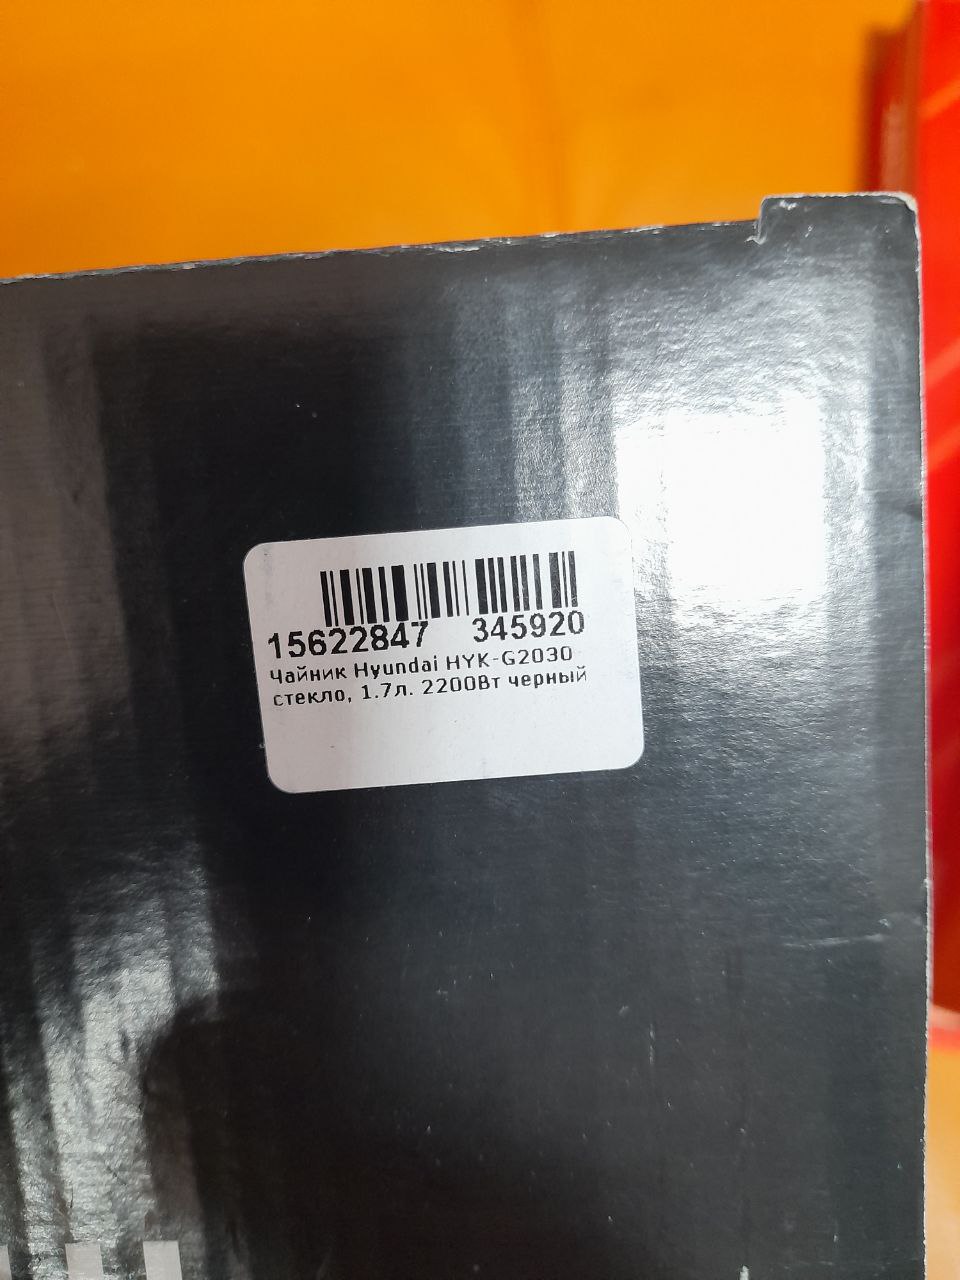 15622847 345920
Чайник Hyundai HYK-G2030
стекло, 1.7л. 2200Вт черный